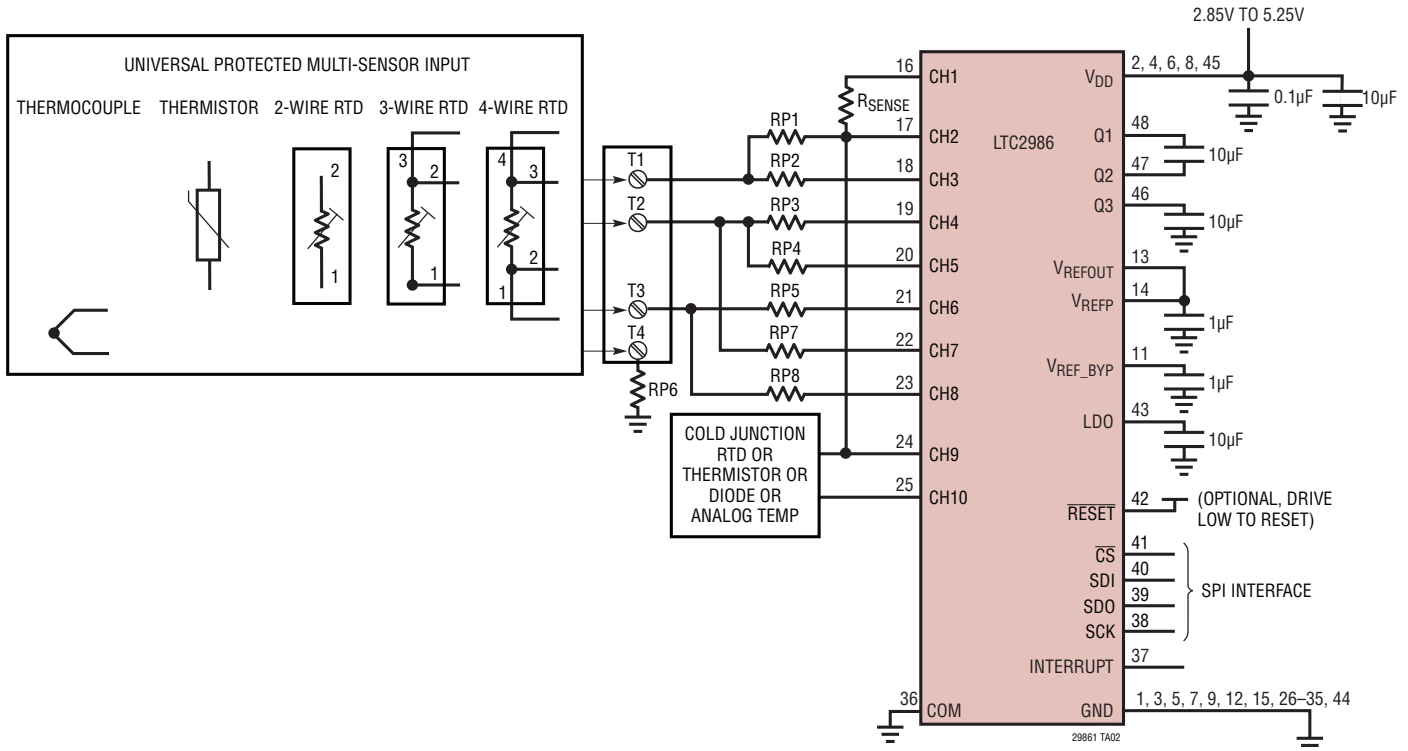 2.85V TO 5.25V
UNIVERSAL PROTECTED MULTI-SENSOR INPUT
THERMOCOUPLE THERMISTOR 2-WIRE RTD 3-WIRE RTD 4-WIRE RTD
2
1
3
2
1
4
3
2
1
T1
T2
T3
T4
RP6
RP1
RP2
RP3
RP4
RP5
RP7
RP8
RSENSE
COLD JUNCTION
RTD OR
THERMISTOR OR
DIODE OR
ANALOG TEMP
LTC2986
16 CH1
17 CH2
18 CH3
19 CH4
20 CH5
21 CH6
22 CH7
23 CH8
24 CH9
25 CH10
36 COM
VDD 2, 4, 6, 8, 45
0.1µF
10µF
Q1 48
10µF
Q2 47
Q3 46
10µF
VREFOUT 13
VREFP 14
1µF
VREF_BYP 11
1µF
LDO 43
10µF
RESET 42 (OPTIONAL, DRIVE
LOW TO RESET)
CS 41
SDI 40
SDO 39
SCK 38
SPI INTERFACE
INTERRUPT 37
GND 1, 3, 5, 7, 9, 12, 15, 26–35, 44
29861 TA02